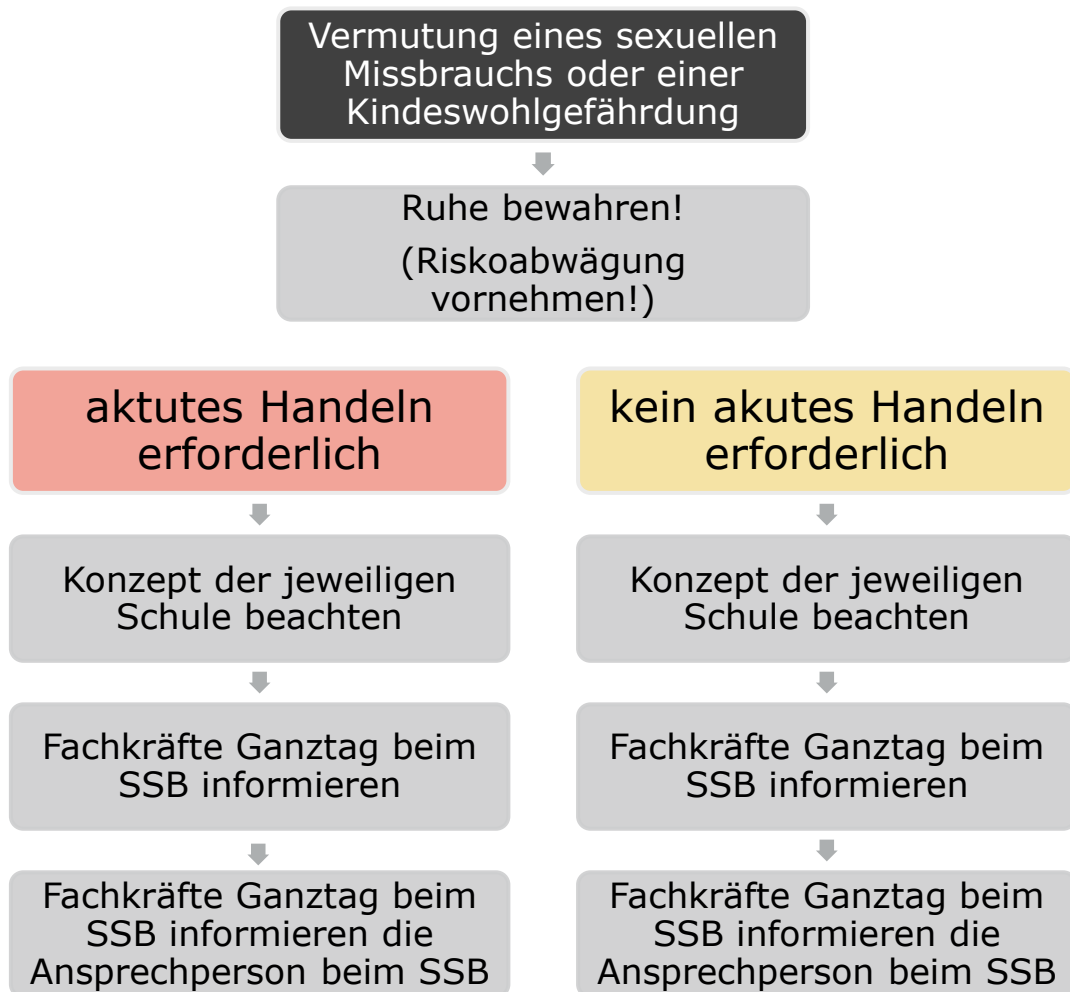 Vermutung eines sexuellen
Missbrauchs oder einer
Kindeswohlgefährdung
Ruhe bewahren!
(Riskoabwägung
vornehmen!)
aktutes Handeln
erforderlich
Konzept der jeweiligen
Schule beachten
Fachkräfte Ganztag beim
SSB informieren
Fachkräfte Ganztag beim
SSB informieren die
Ansprechperson beim SSB
kein akutes Handeln
erforderlich
Konzept der jeweiligen
Schule beachten
Fachkräfte Ganztag beim
SSB informieren
Fachkräfte Ganztag beim
SSB informieren die
Ansprechperson beim SSB